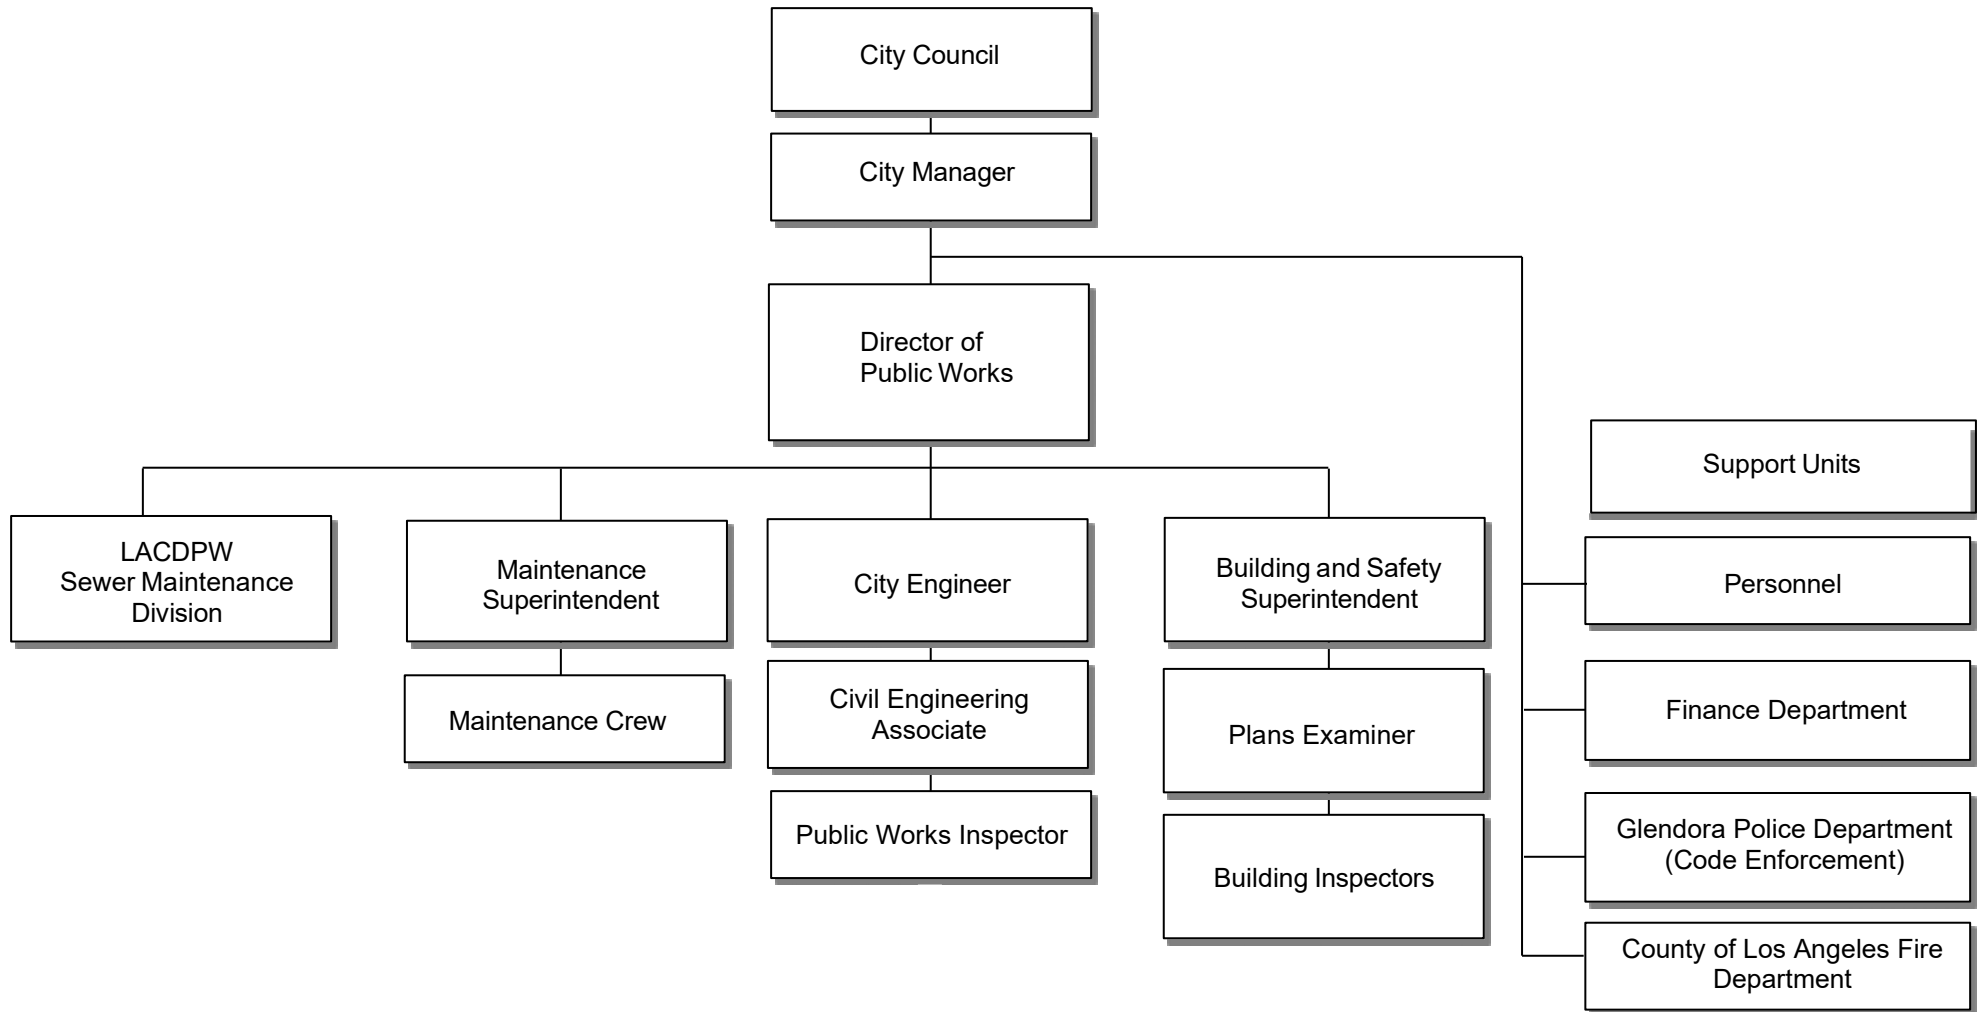 City Council
City Manager
Director of
Public Works
Support Units
LACDPW
Sewer Maintenance
Division
Maintenance
Superintendent
City Engineer
Building and Safety
Superintendent
Personnel
Maintenance Crew
Civil Engineering
Associate
Plans Examiner
Finance Department
Public Works Inspector
Building Inspectors
Glendora Police Department
(Code Enforcement)
County of Los Angeles Fire
Department